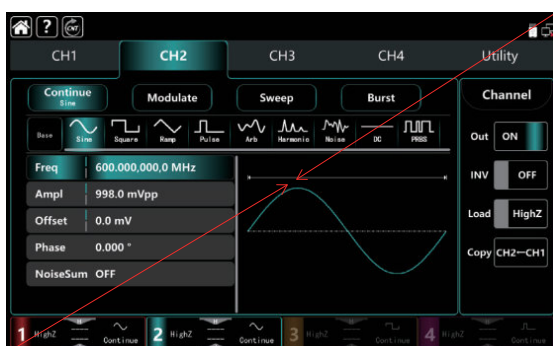 ? CNT
CH1 CH2 CH3 CH4 Utility
Continue Modulate Sweep Burst Channel
Sine
Base Sine Square Ramp Pulse Arb Harmonic Noise DC PRBS
Out ON
Freq 600.000,000,0 MHz
INV OFF
Ampl 998.0 mVpp
Offset 0.0 mV
Load HighZ
Phase 0.000 °
Copy CH2—CH1
NoiseSum OFF
1 HighZ Continue 2 HighZ Continue 3 HighZ Continue 4 HighZ Continue